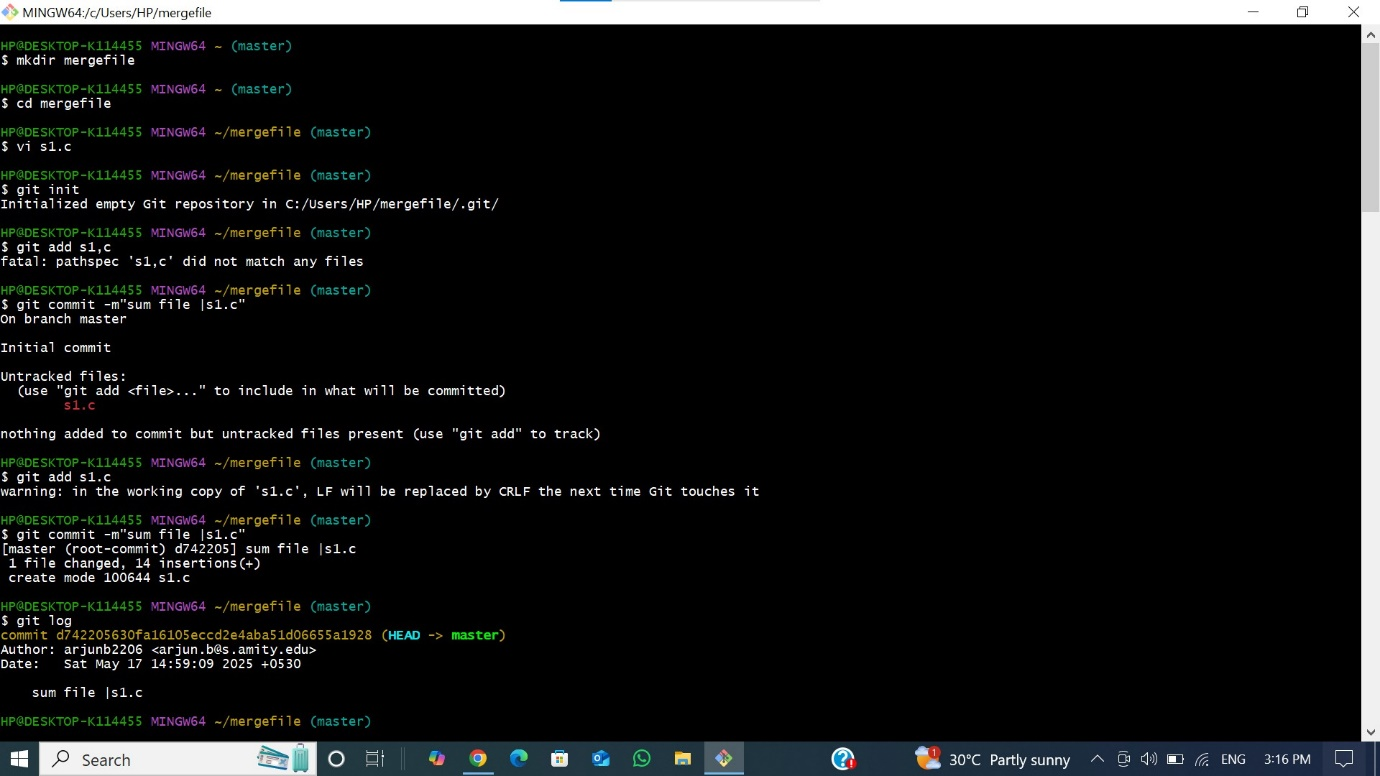 MINGW64:/c/Users/HP/mergefile
HP@DESKTOP-K114455 MINGW64 ~ (master)
$ mkdir mergefile
HP@DESKTOP-K114455 MINGW64 ~ (master)
$ cd mergefile
HP@DESKTOP-K114455 MINGW64 ~/mergefile (master)
$ vi s1.c
HP@DESKTOP-K114455 MINGW64 ~/mergefile (master)
$ git init
Initialized empty Git repository in C:/Users/HP/mergefile/.git/
HP@DESKTOP-K114455 MINGW64 ~/mergefile (master)
$ git add s1,c
fatal: pathspec 's1,c' did not match any files
HP@DESKTOP-K114455 MINGW64 ~/mergefile (master)
$ git commit -m"sum file |s1.c"
On branch master
Initial commit
Untracked files:
(use "git add <file>..." to include in what will be committed)
s1.c
nothing added to commit but untracked files present (use "git add" to track)
HP@DESKTOP-K114455 MINGW64 ~/mergefile (master)
$ git add s1.c
warning: in the working copy of 's1.c', LF will be replaced by CRLF the next time Git touches it
HP@DESKTOP-K114455 MINGW64 ~/mergefile (master)
$ git commit -m"sum file |s1.c"
[master (root-commit) d742205] sum file |s1.c
1 file changed, 14 insertions(+)
create mode 100644 s1.c
HP@DESKTOP-K114455 MINGW64 ~/mergefile (master)
$ git log
commit d742205630fa16105eccd2e4aba51d06655a1928 (HEAD -> master)
Author: arjunb2206 <arjun.b@s.amity.edu>
Date:   Sat May 17 14:59:09 2025 +0530
sum file |s1.c
HP@DESKTOP-K114455 MINGW64 ~/mergefile (master)
Search
1
30°C Partly sunny
ENG
3:16 PM